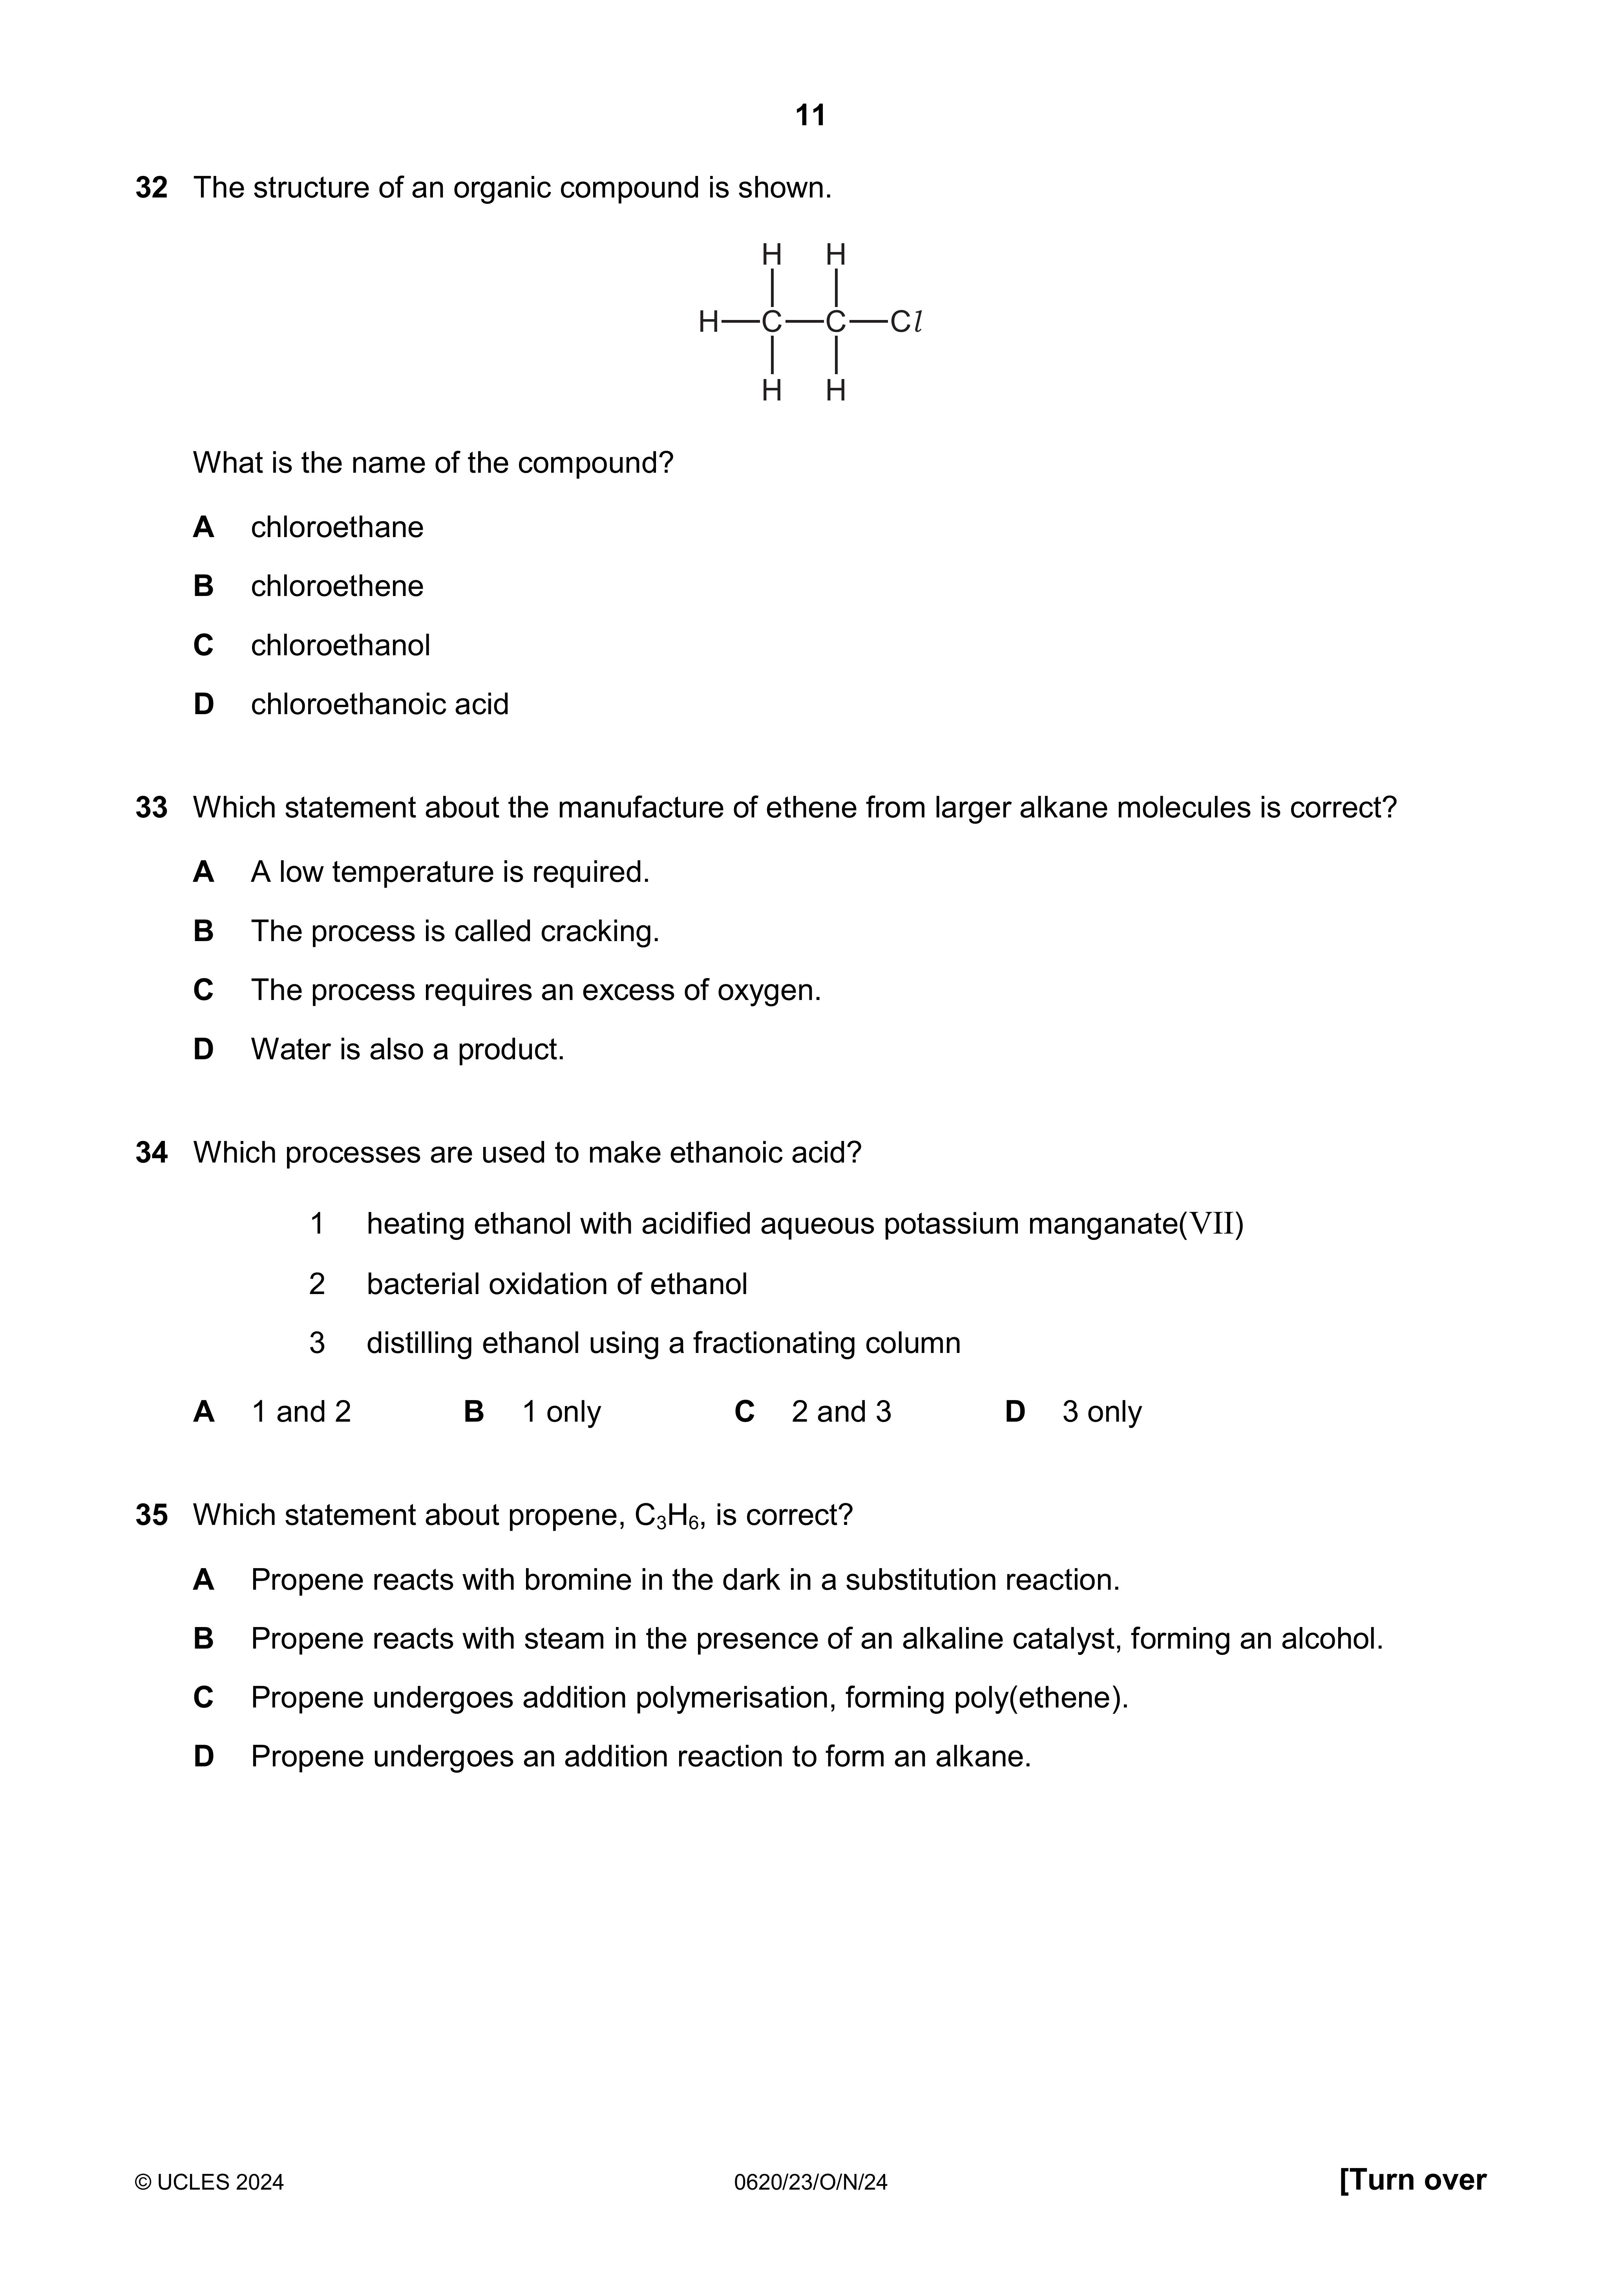 11
32 The structure of an organic compound is shown.
H H
H C C Cl
H H
What is the name of the compound?
A chloroethane
B chloroethene
C chloroethanol
D chloroethanoic acid
33 Which statement about the manufacture of ethene from larger alkane molecules is correct?
A A low temperature is required.
B The process is called cracking.
C The process requires an excess of oxygen.
D Water is also a product.
34 Which processes are used to make ethanoic acid?
1 heating ethanol with acidified aqueous potassium manganate(VII)
2 bacterial oxidation of ethanol
3 distilling ethanol using a fractionating column
A 1 and 2 B 1 only C 2 and 3 D 3 only
35 Which statement about propene, C₃H₆, is correct?
A Propene reacts with bromine in the dark in a substitution reaction.
B Propene reacts with steam in the presence of an alkaline catalyst, forming an alcohol.
C Propene undergoes addition polymerisation, forming poly(ethene).
D Propene undergoes an addition reaction to form an alkane.
© UCLES 2024 0620/23/O/N/24 [Turn over